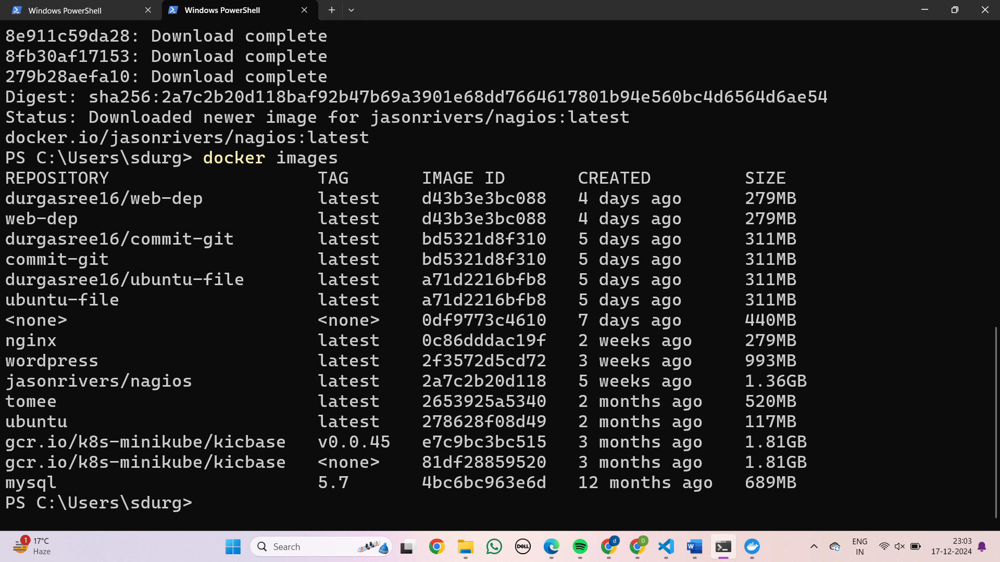 Windows PowerShell
Windows PowerShell
8e911c59da28: Download complete
8fb30af17153: Download complete
279b28aefa10: Download complete
Digest: sha256:2a7c2b20d118baf92b47b69a3901e68dd7664617801b94e560bc4d6564d6ae54
Status: Downloaded newer image for jasonrivers/nagios:latest
docker.io/jasonrivers/nagios:latest
PS C:\Users\sdurg> docker images
REPOSITORY TAG IMAGE ID CREATED SIZE
durgasree16/web-dep latest d43b3e3bc088 4 days ago 279MB
web-dep latest d43b3e3bc088 4 days ago 279MB
durgasree16/commit-git latest bd5321d8f310 5 days ago 311MB
commit-git latest bd5321d8f310 5 days ago 311MB
durgasree16/ubuntu-file latest a71d2216bfb8 5 days ago 311MB
ubuntu-file latest a71d2216bfb8 5 days ago 311MB
<none> <none> 0df9773c4610 7 days ago 440MB
nginx latest 0c86dddac19f 2 weeks ago 279MB
wordpress latest 2f3572d5cd72 3 weeks ago 993MB
jasonrivers/nagios latest 2a7c2b20d118 5 weeks ago 1.36GB
tomee latest 2653925a5340 2 months ago 520MB
ubuntu latest 278628f08d49 2 months ago 117MB
gcr.io/k8s-minikube/kicbase v0.0.45 e7c9bc3bc515 3 months ago 1.81GB
gcr.io/k8s-minikube/kicbase <none> 81df28859520 3 months ago 1.81GB
mysql 5.7 4bc6bc963e6d 12 months ago 689MB
PS C:\Users\sdurg>
1
17°C
Haze
Search
DELL
d
D
W
ENG
IN
23:03
17-12-2024